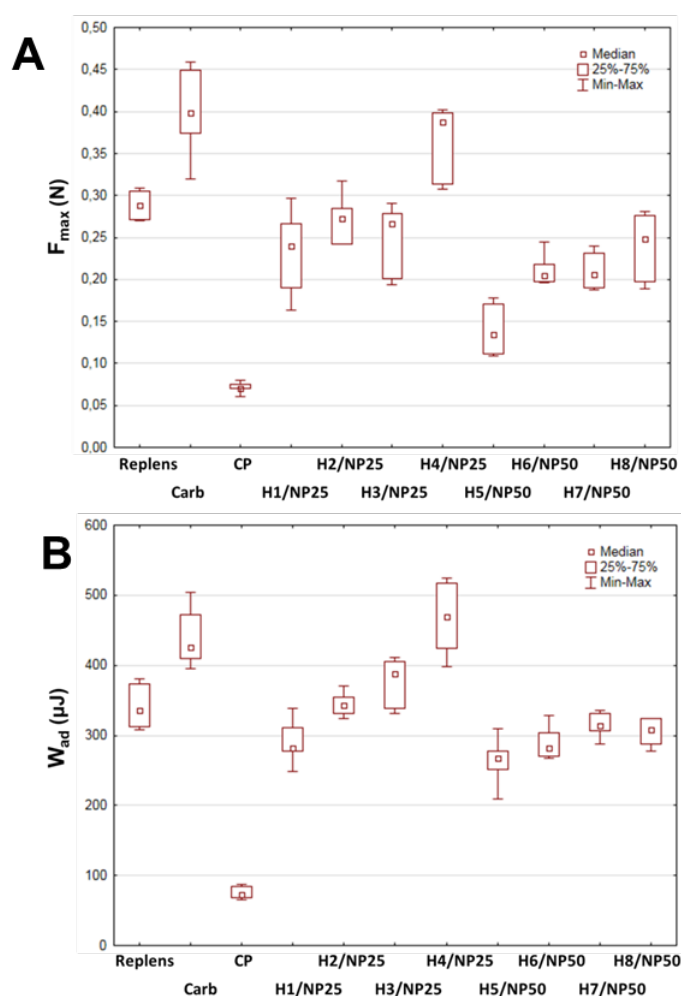 A
0,50
0,45
0,40
0,35
0,30
0,25
0,20
0,15
0,10
0,05
0,00
Fmax (N)
Median
25%-75%
Min-Max
Replens CP H2/NP25 H4/NP25 H6/NP50 H8/NP50
Carb H1/NP25 H3/NP25 H5/NP50 H7/NP50
B
600
500
400
300
200
100
0
Wad (µJ)
Median
25%-75%
Min-Max
Replens CP H2/NP25 H4/NP25 H6/NP50 H8/NP50
Carb H1/NP25 H3/NP25 H5/NP50 H7/NP50